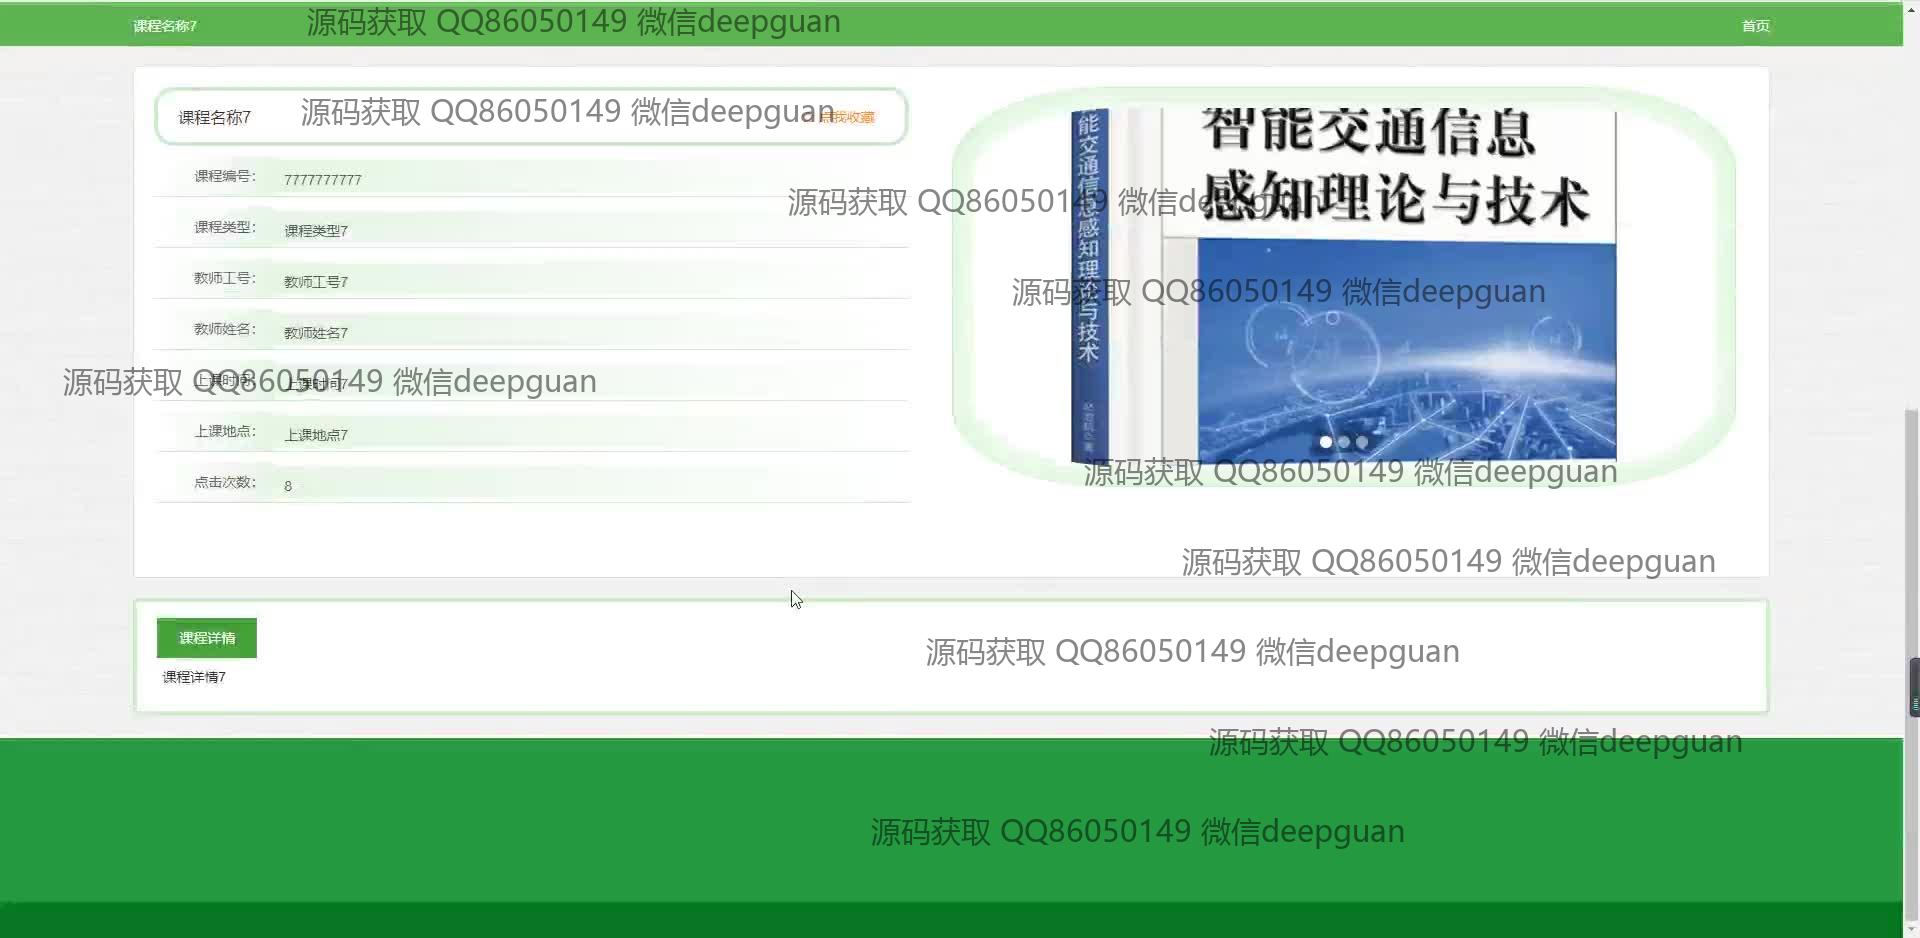 课程名称7
首页
源码获取 QQ86050149 微信deepguan
课程名称7
点我收藏
源码获取 QQ86050149 微信deepguan
课程编号： 7777777777
源码获取 QQ86050149 微信deepguan
课程类型： 课程类型7
教师工号： 教师工号7
教师姓名： 教师姓名7
上课时间： 上课时间7
源码获取 QQ86050149 微信deepguan
上课地点： 上课地点7
点击次数： 8
智能交通信息
感知理论与技术
能交通信息感知理论与技术
源码获取 QQ86050149 微信deepguan
源码获取 QQ86050149 微信deepguan
源码获取 QQ86050149 微信deepguan
课程详情
课程详情7
源码获取 QQ86050149 微信deepguan
源码获取 QQ86050149 微信deepguan
源码获取 QQ86050149 微信deepguan